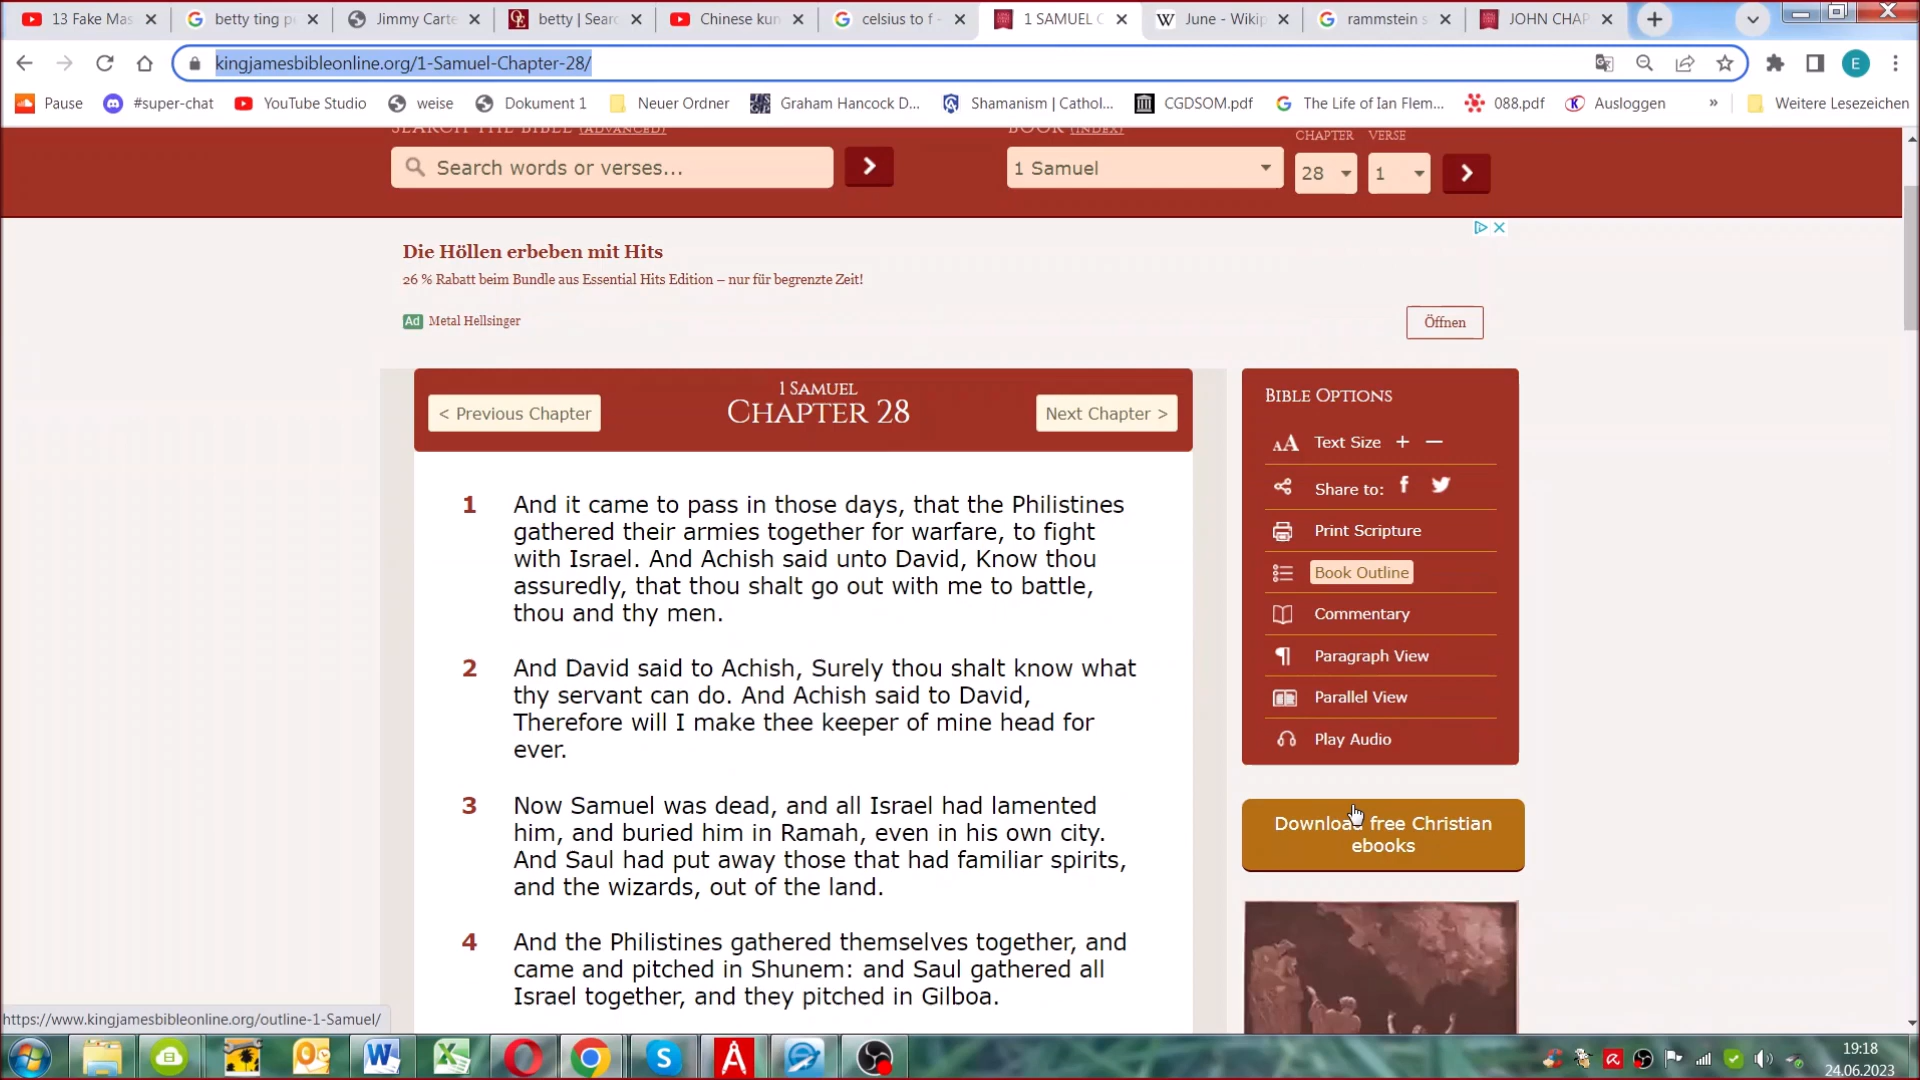 13 Fake Mas
betty ting p
Jimmy Carte
betty | Sear
Chinese kun
celsius to f -
1 SAMUEL C
June - Wikip
rammstein s
JOHN CHAP
kingjamesbibleonline.org/1-Samuel-Chapter-28/
E
Pause
#super-chat
YouTube Studio
weise
Dokument 1
Neuer Ordner
Graham Hancock D...
Shamanism | Cathol...
CGDSOM.pdf
The Life of Ian Flem...
088.pdf
Ausloggen
»
Weitere Lesezeichen
SEARCH THE BIBLE (ADVANCED)
BOOK (INDEX)
CHAPTER
VERSE
Search words or verses...
1 Samuel
28
1
Die Höllen erbeben mit Hits
26 % Rabatt beim Bundle aus Essential Hits Edition – nur für begrenzte Zeit!
Ad Metal Hellsinger
Öffnen
< Previous Chapter
1 SAMUEL
CHAPTER 28
Next Chapter >
1 And it came to pass in those days, that the Philistines
gathered their armies together for warfare, to fight
with Israel. And Achish said unto David, Know thou
assuredly, that thou shalt go out with me to battle,
thou and thy men.
2 And David said to Achish, Surely thou shalt know what
thy servant can do. And Achish said to David,
Therefore will I make thee keeper of mine head for
ever.
3 Now Samuel was dead, and all Israel had lamented
him, and buried him in Ramah, even in his own city.
And Saul had put away those that had familiar spirits,
and the wizards, out of the land.
4 And the Philistines gathered themselves together, and
came and pitched in Shunem: and Saul gathered all
Israel together, and they pitched in Gilboa.
BIBLE OPTIONS
AA Text Size + —
Share to:
Print Scripture
Book Outline
Commentary
Paragraph View
Parallel View
Play Audio
Download free Christian
ebooks
https://www.kingjamesbibleonline.org/outline-1-Samuel/
19:18
24.06.2023